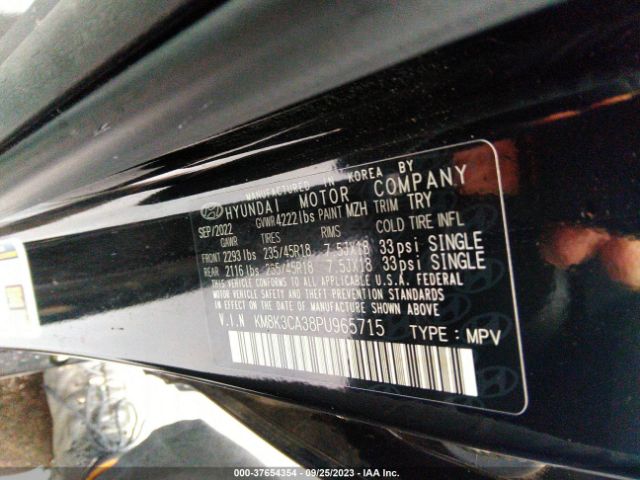 MANUFACTURED IN KOREA BY
HYUNDAI MOTOR COMPANY
SEP/2022 GVWR 4222lbs PAINT MZH TRIM TRY
GAWR TIRES RIMS COLD TIRE INFL
FRONT 2293lbs 235/45R18 7.5JX18 33psi SINGLE
REAR 2116lbs 235/45R18 7.5JX18 33psi SINGLE
THIS VEHICLE CONFORMS TO ALL APPLICABLE U.S.A. FEDERAL
MOTOR VEHICLE SAFETY, BUMPER, AND THEFT PREVENTION
STANDARDS IN EFFECT ON THE DATE OF MANUFACTURE SHOWN ABOVE.
V.I.N KM8K3CA38PU965715 TYPE : MPV
000-37654354 - 09/25/2023 - IAA Inc.